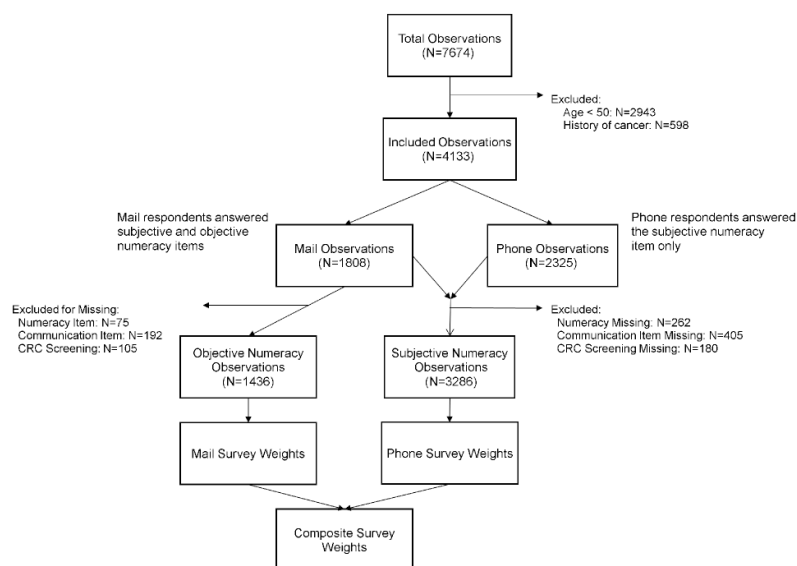 Total Observations
(N=7674)
Excluded:
Age < 50: N=2943
History of cancer: N=598
Included Observations
(N=4133)
Mail respondents answered
subjective and objective
numeracy items
Mail Observations
(N=1808)
Phone Observations
(N=2325)
Phone respondents answered
the subjective numeracy
item only
Excluded for Missing:
Numeracy Item: N=75
Communication Item: N=192
CRC Screening: N=105
Excluded:
Numeracy Missing: N=262
Communication Item Missing: N=405
CRC Screening Missing: N=180
Objective Numeracy
Observations
(N=1436)
Subjective Numeracy
Observations
(N=3286)
Mail Survey Weights
Phone Survey Weights
Composite Survey
Weights